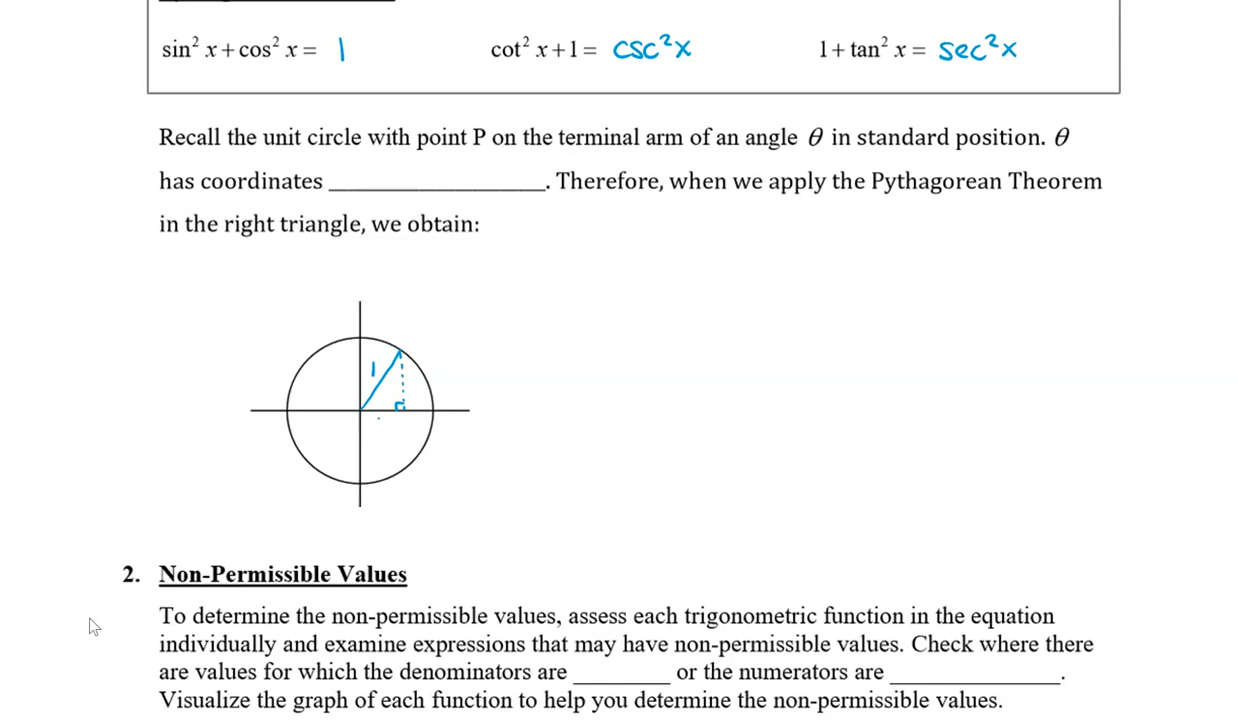 sin² x + cos² x = 1 cot² x + 1 = csc²x 1 + tan² x = sec²x
Recall the unit circle with point P on the terminal arm of an angle θ in standard position. θ
has coordinates __________________. Therefore, when we apply the Pythagorean Theorem
in the right triangle, we obtain:
1
2. Non-Permissible Values
To determine the non-permissible values, assess each trigonometric function in the equation
individually and examine expressions that may have non-permissible values. Check where there
are values for which the denominators are ________ or the numerators are ______________.
Visualize the graph of each function to help you determine the non-permissible values.